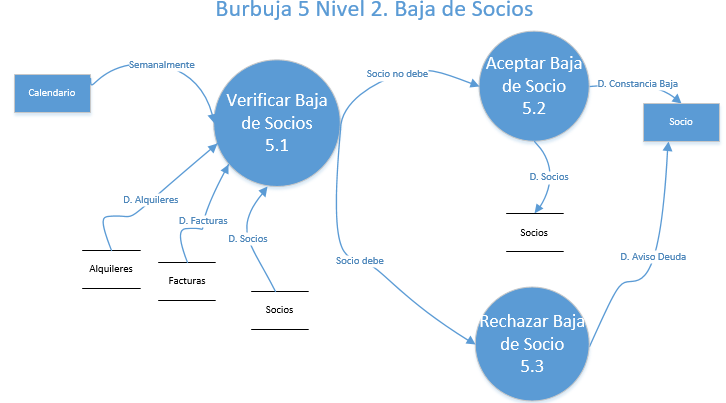 Burbuja 5 Nivel 2. Baja de Socios
Semanalmente
Calendario
Verificar Baja
de Socios
5.1
Socio no debe
Aceptar Baja
de Socio
5.2
D. Constancia Baja
Socio
D. Alquileres
D. Facturas
D. Socios
D. Socios
Alquileres
Facturas
Socios
Socios
Socio debe
D. Aviso Deuda
Rechazar Baja
de Socio
5.3